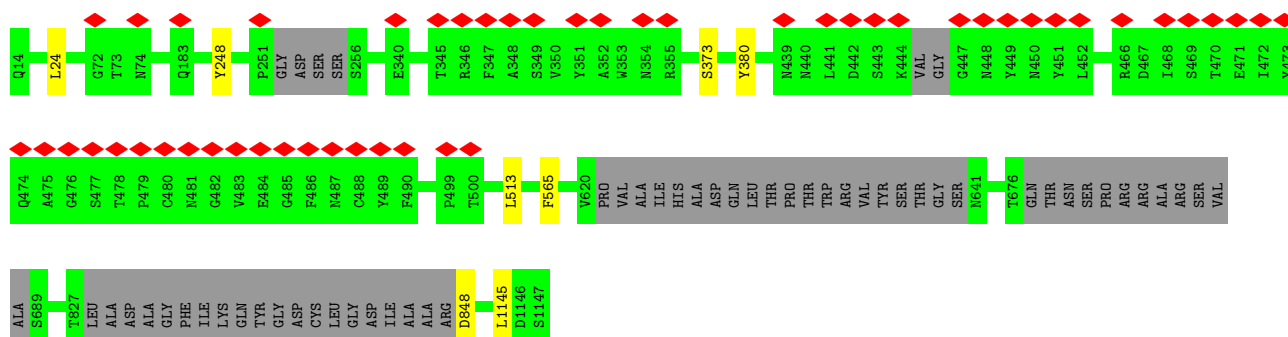 Q14 L24 G72 T73 N74 Q183 Y248 P251 GLY ASP SER SER S256 E340 T345 R346 F347 A348 S349 V350 Y351 A352 W353 N354 R355 S373 Y380 N439 N440 L441 D442 S443 K444 VAL GLY G447 N448 Y449 N450 Y451 L452 R466 D467 I468 S469 T470 E471 I472 Y473
Q474 A475 G476 S477 T478 P479 C480 N481 G482 V483 E484 G485 F486 N487 C488 Y489 F490 P499 T500 L513 F565 V620 PRO VAL ALA ILE HIS ALA ASP GLN LEU THR PRO THR TRP ARG VAL TYR SER THR GLY SER N641 T676 GLN THR ASN SER PRO ARG ARG ALA ARG SER VAL
ALA S689 T827 LEU ALA ASP ALA GLY PHE ILE LYS GLN TYR GLY ASP CYS LEU GLY ASP ILE ALA ALA ARG D848 L1145 D1146 S1147